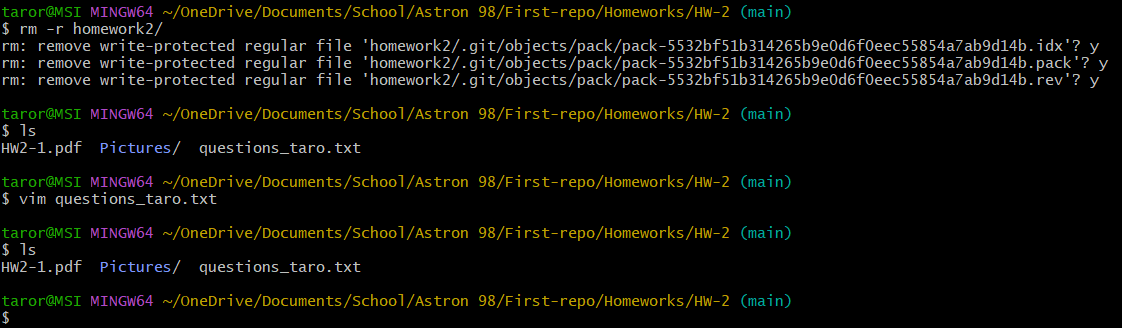 taror@MSI MINGW64 ~/OneDrive/Documents/School/Astron 98/First-repo/Homeworks/HW-2 (main)
$ rm -r homework2/
rm: remove write-protected regular file 'homework2/.git/objects/pack/pack-5532bf51b314265b9e0d6f0eec55854a7ab9d14b.idx'? y
rm: remove write-protected regular file 'homework2/.git/objects/pack/pack-5532bf51b314265b9e0d6f0eec55854a7ab9d14b.pack'? y
rm: remove write-protected regular file 'homework2/.git/objects/pack/pack-5532bf51b314265b9e0d6f0eec55854a7ab9d14b.rev'? y

taror@MSI MINGW64 ~/OneDrive/Documents/School/Astron 98/First-repo/Homeworks/HW-2 (main)
$ ls
HW2-1.pdf  Pictures/  questions_taro.txt

taror@MSI MINGW64 ~/OneDrive/Documents/School/Astron 98/First-repo/Homeworks/HW-2 (main)
$ vim questions_taro.txt

taror@MSI MINGW64 ~/OneDrive/Documents/School/Astron 98/First-repo/Homeworks/HW-2 (main)
$ ls
HW2-1.pdf  Pictures/  questions_taro.txt

taror@MSI MINGW64 ~/OneDrive/Documents/School/Astron 98/First-repo/Homeworks/HW-2 (main)
$